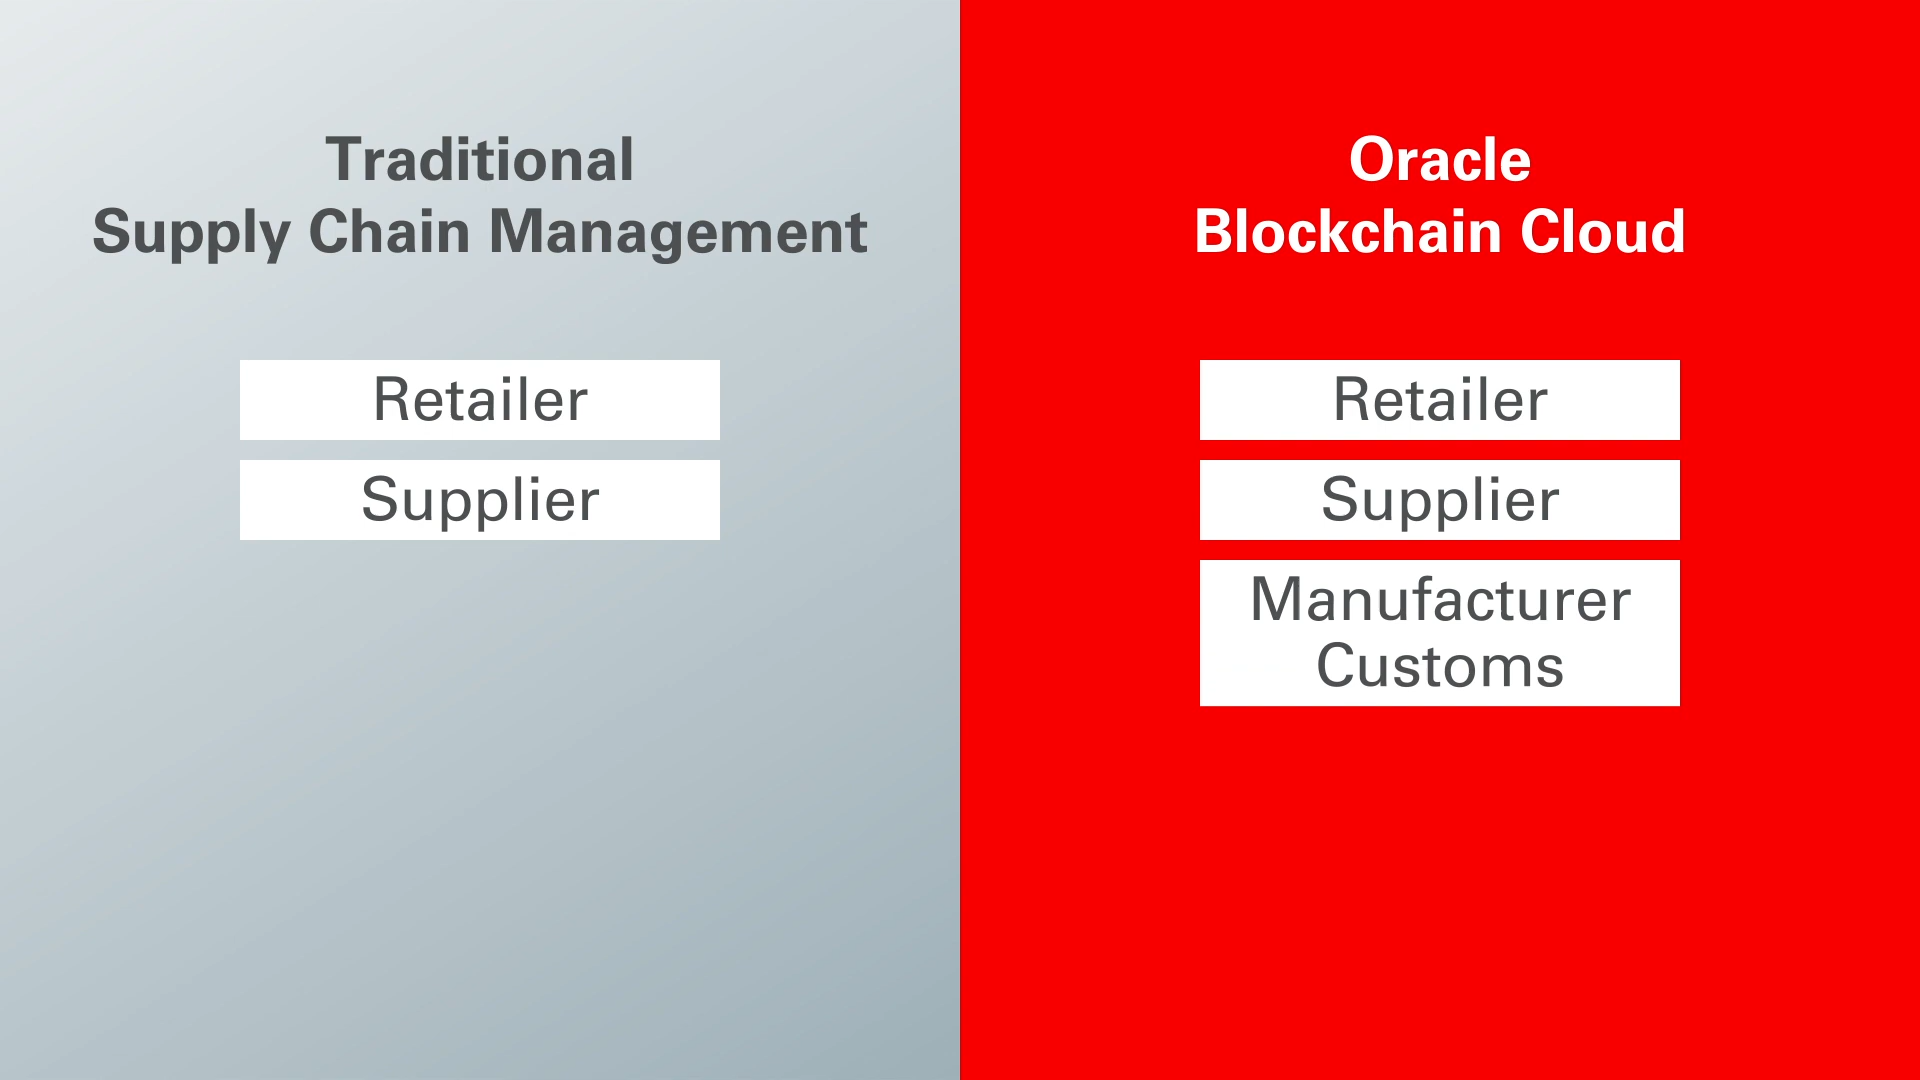 Traditional
Supply Chain Management
Retailer
Supplier
Oracle
Blockchain Cloud
Retailer
Supplier
Manufacturer
Customs